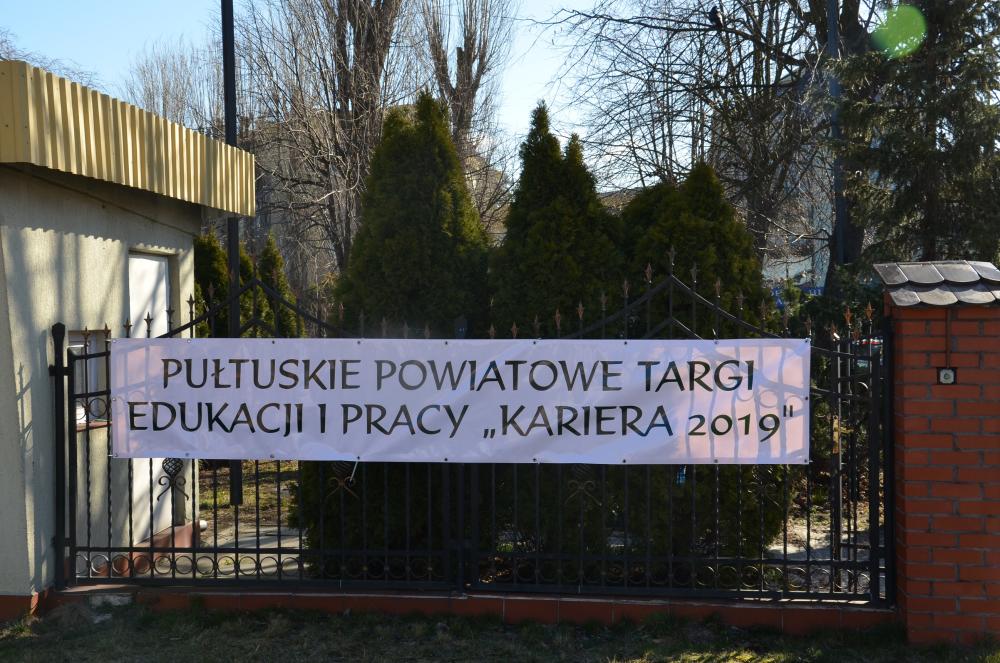 PUŁTUSKIE POWIATOWE TARGI
EDUKACJI I PRACY „KARIERA 2019"